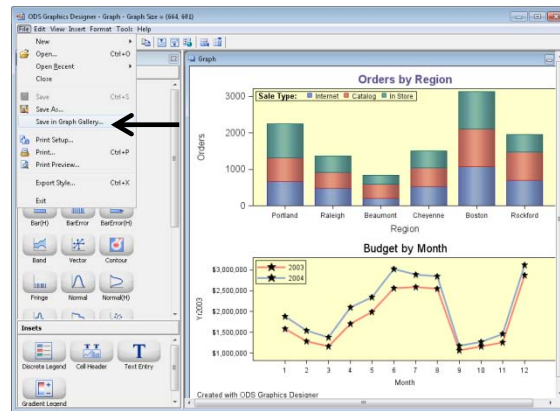 ODS Graphics Designer - Graph - Graph Size = (664, 601)
File Edit View Insert Format Tools Help
New
Open... Ctrl+O
Open Recent
Close
Save Ctrl+S
Save As...
Save in Graph Gallery...
Print Setup...
Print... Ctrl+P
Print Preview...
Export Style... Ctrl+X
Exit
Bar(H) BarError BarError(H)
Band Vector Contour
Fringe Normal Normal(H)
Insets
Discrete Legend Cell Header Text Entry
Gradient Legend
Graph
Orders by Region
Sale Type: Internet Catalog In Store
3000
2000
1000
0
Orders
Portland Raleigh Beaumont Cheyenne Boston Rockford
Region
Budget by Month
2003
2004
$3,000,000
$2,500,000
$2,000,000
$1,500,000
$1,000,000
Yr2003
1 2 3 4 5 6 7 8 9 10 11 12
Month
Created with ODS Graphics Designer